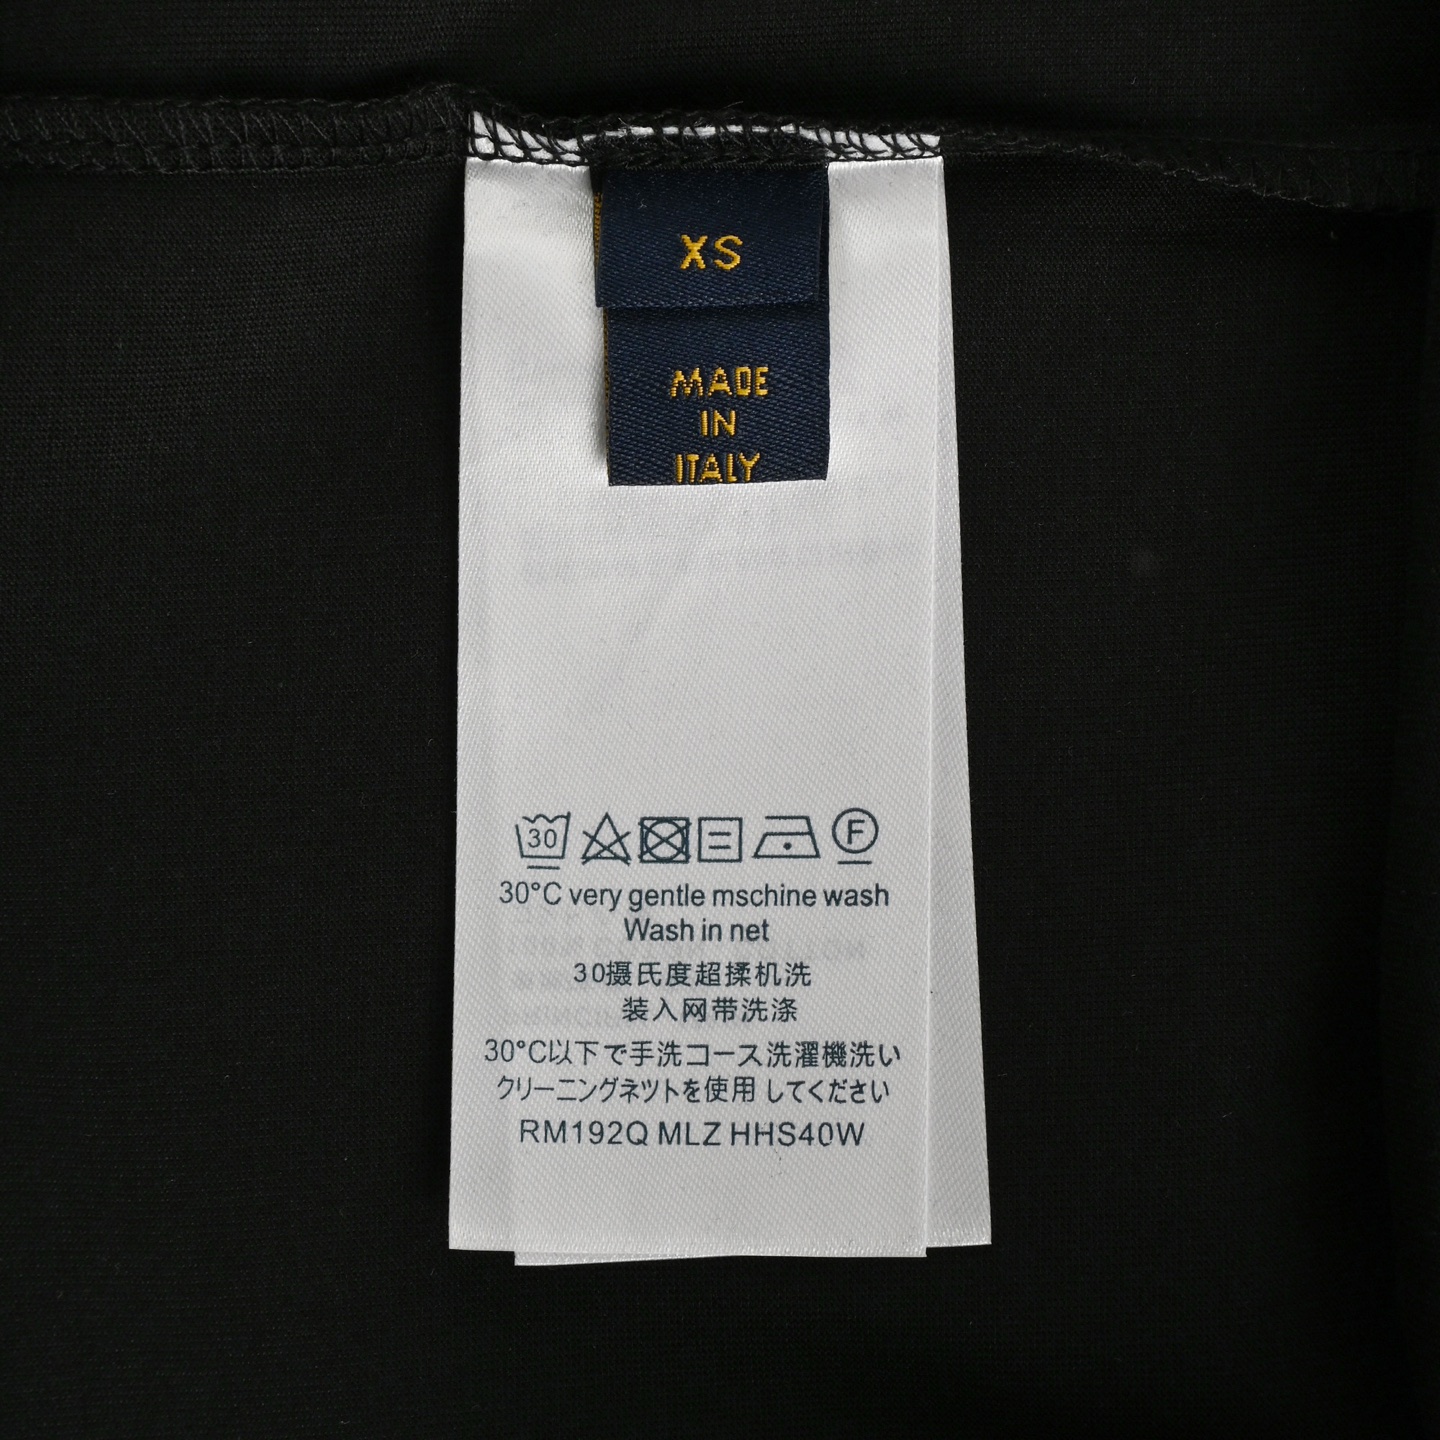 XS
MADE
IN
ITALY
30
F
30°C very gentle mschine wash
Wash in net
30摄氏度超揉机洗
装入网带洗涤
30°C以下で手洗コース洗濯機洗い
クリーニングネツトを使用してください
RM192Q MLZ HHS40W